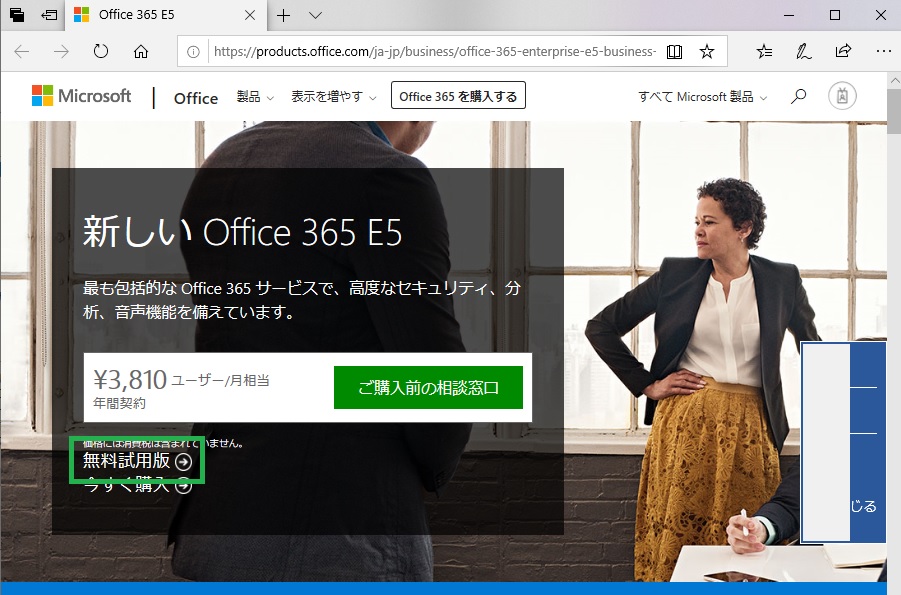 Office 365 E5
https://products.office.com/ja-jp/business/office-365-enterprise-e5-business-
Microsoft | Office 製品 表示を増やす Office 365 を購入する すべて Microsoft 製品
新しい Office 365 E5
最も包括的な Office 365 サービスで、高度なセキュリティ、分
析、音声機能を備えています。
¥3,810 ユーザー/月相当
年間契約
ご購入前の相談窓口
価格には消費税は含まれていません。
無料試用版
今すぐ購入
じる